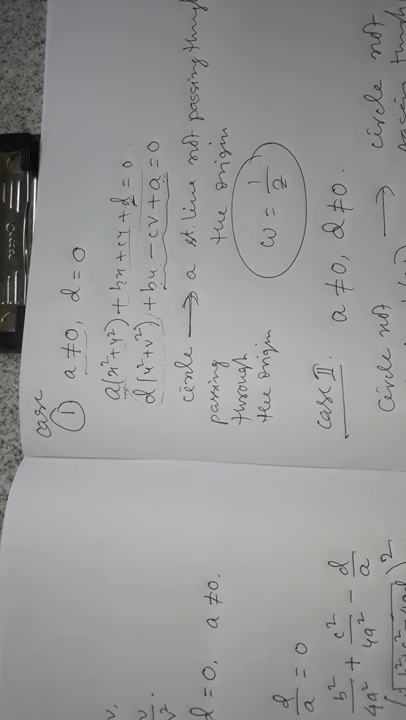 case
① a ≠ 0, d = 0
a(x²+y²) + bx + cy + d = 0.
d(u²+v²) + bu - cv + a = 0
circle → a st. line not passing through
passing through the origin
the origin
w = 1/z
case II. a ≠ 0, d ≠ 0.
circle not → circle not
d = 0, a ≠ 0.
d/a = 0
b²/4a² + c²/4a² - d/a